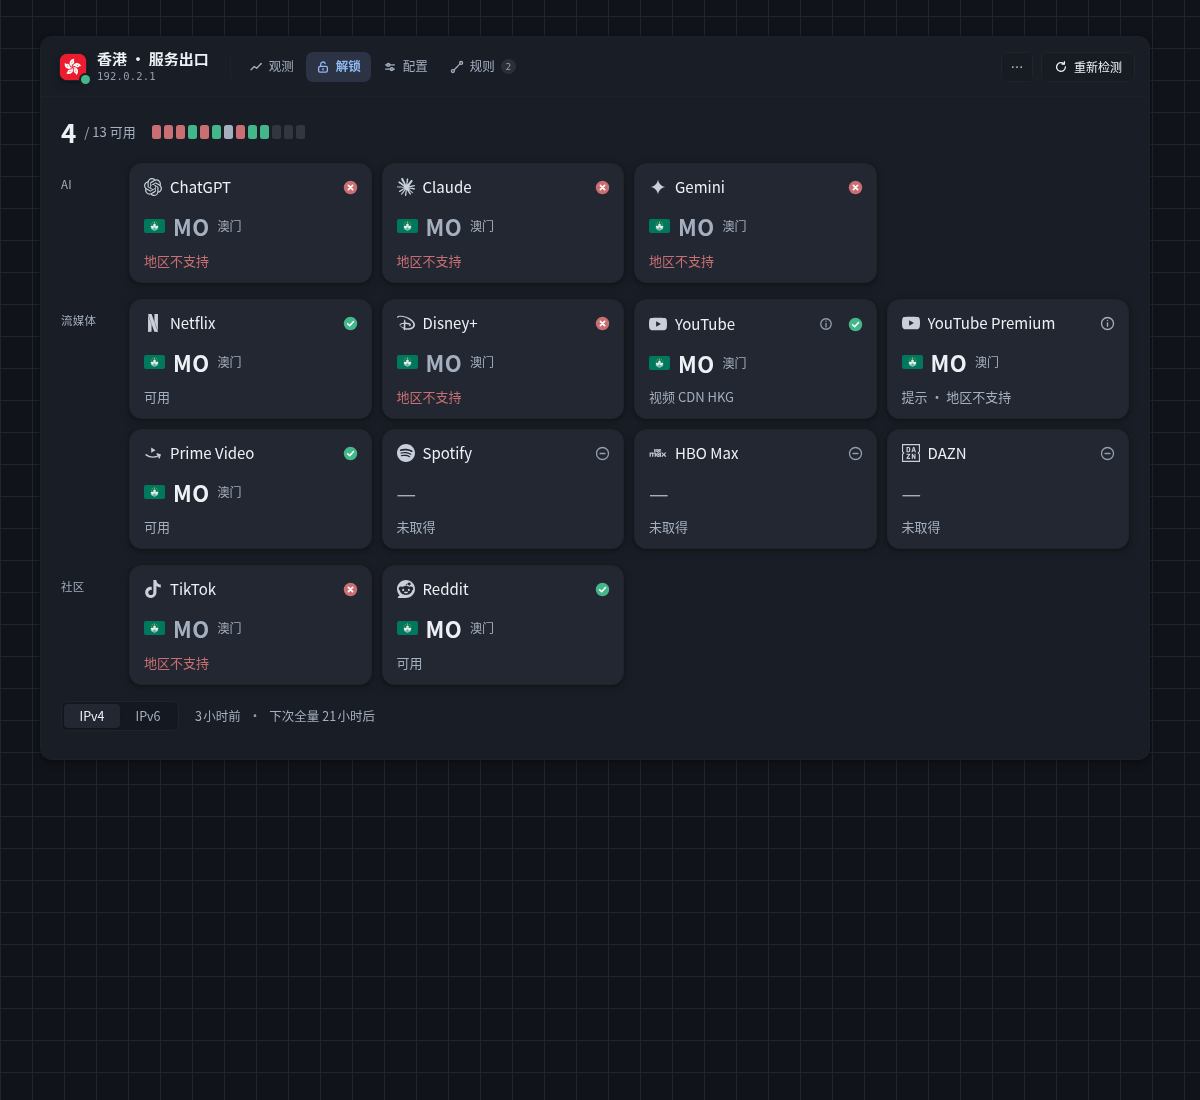 香港 · 服务出口
192.0.2.1
观测
解锁
配置
规则 2
···
重新检测
4 / 13 可用
AI
ChatGPT
MO 澳门
地区不支持
Claude
MO 澳门
地区不支持
Gemini
MO 澳门
地区不支持
流媒体
Netflix
MO 澳门
可用
Disney+
MO 澳门
地区不支持
YouTube
MO 澳门
视频 CDN HKG
YouTube Premium
MO 澳门
提示 · 地区不支持
Prime Video
MO 澳门
可用
Spotify
—
未取得
HBO Max
—
未取得
DAZN
—
未取得
社区
TikTok
MO 澳门
地区不支持
Reddit
MO 澳门
可用
IPv4
IPv6
3小时前 · 下次全量 21小时后